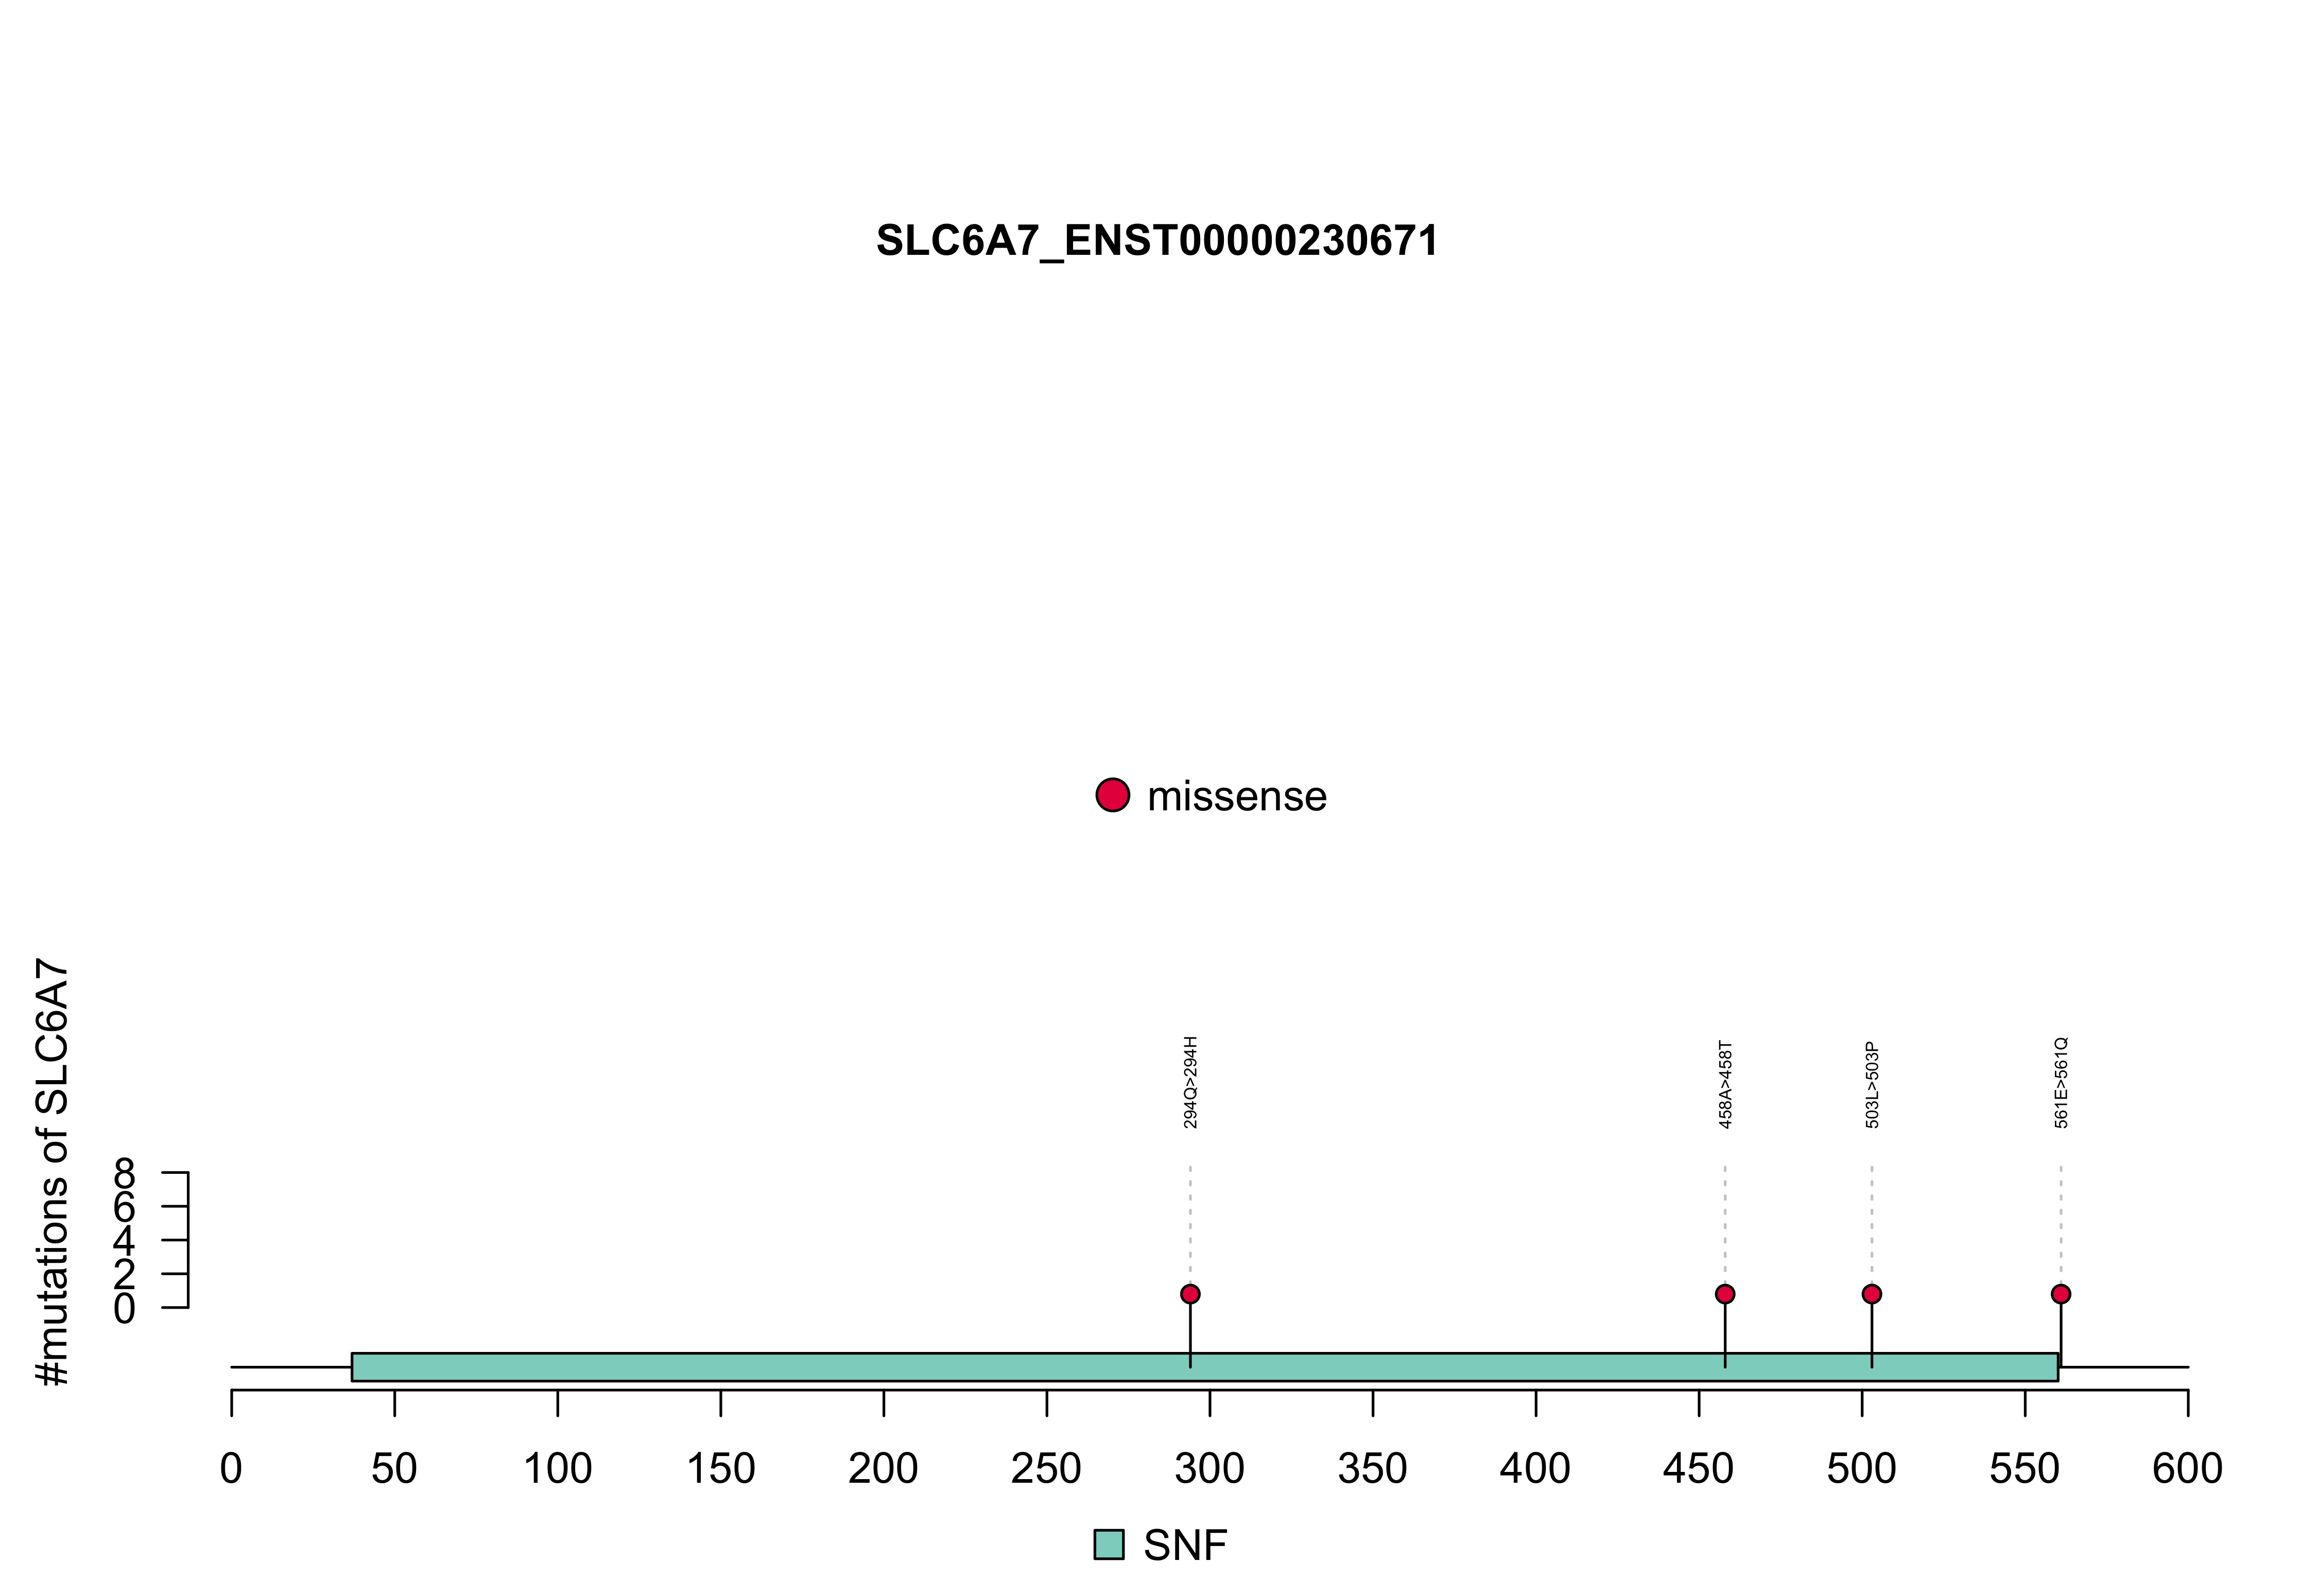 SLC6A7_ENST00000230671
missense
#mutations of SLC6A7
294Q>294H
458A>458T
503L>503P
561E>561Q
8
6
4
2
0
0 50 100 150 200 250 300 350 400 450 500 550 600
SNF